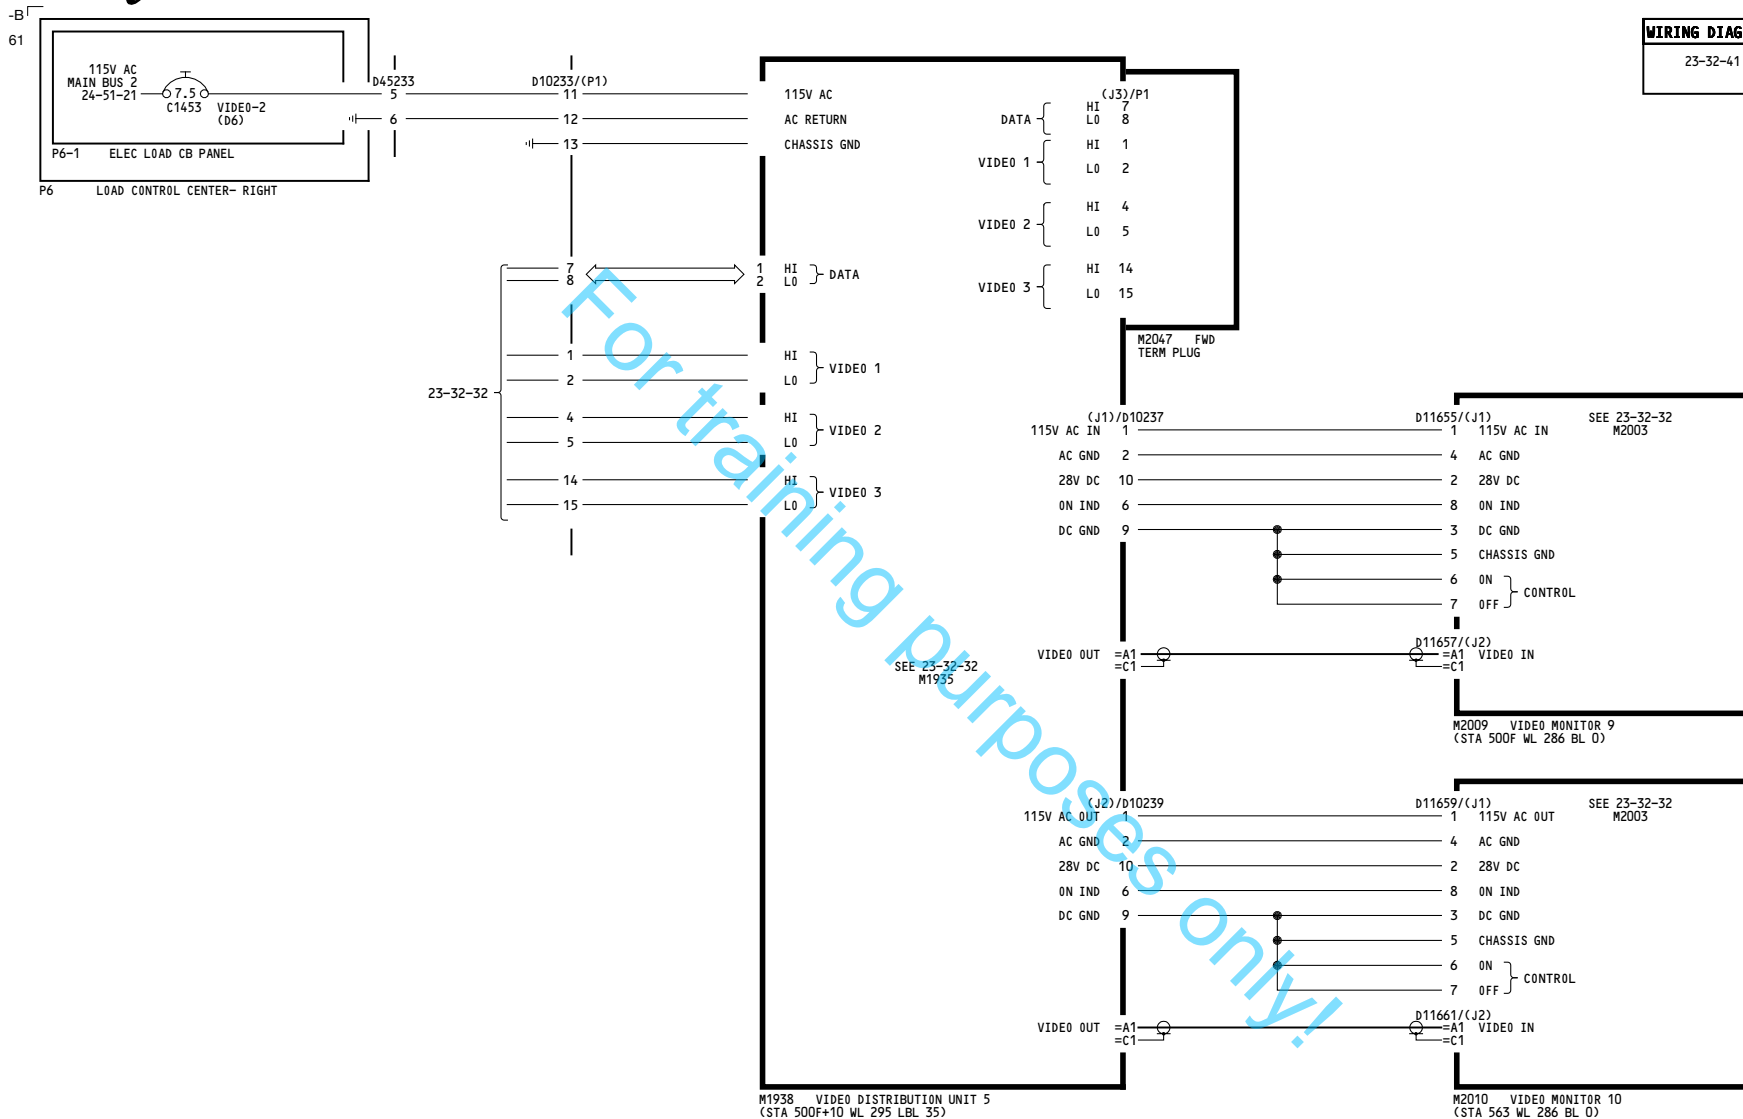 -B
61
115V AC
MAIN BUS 2
24-51-21
7.5
C1453
VIDEO-2
(D6)
P6-1 ELEC LOAD CB PANEL
P6 LOAD CONTROL CENTER- RIGHT
D45233
5
6
D10233/(P1)
11
12
13
115V AC
AC RETURN
CHASSIS GND
23-32-32
7
8
1
2
HI
LO
DATA
1
2
HI
LO
VIDEO 1
4
5
HI
LO
VIDEO 2
14
15
HI
LO
VIDEO 3
(J3)/P1
DATA
HI 7
LO 8
VIDEO 1
HI 1
LO 2
VIDEO 2
HI 4
LO 5
VIDEO 3
HI 14
LO 15
M2047 FWD
TERM PLUG
WIRING DIAG
23-32-41
(J1)/D10237
115V AC IN 1
AC GND 2
28V DC 10
ON IND 6
DC GND 9
VIDEO OUT =A1
=C1
D11655/(J1)
1 115V AC IN
4 AC GND
2 28V DC
8 ON IND
3 DC GND
5 CHASSIS GND
6 ON
7 OFF
CONTROL
D11657/(J2)
=A1 VIDEO IN
=C1
SEE 23-32-32
M2003
M2009 VIDEO MONITOR 9
(STA 500F WL 286 BL 0)
SEE 23-32-32
M1935
(J2)/D10239
115V AC OUT 1
AC GND 2
28V DC 10
ON IND 6
DC GND 9
VIDEO OUT =A1
=C1
D11659/(J1)
1 115V AC OUT
4 AC GND
2 28V DC
8 ON IND
3 DC GND
5 CHASSIS GND
6 ON
7 OFF
CONTROL
D11661/(J2)
=A1 VIDEO IN
=C1
SEE 23-32-32
M2003
M1938 VIDEO DISTRIBUTION UNIT 5
(STA 500F+10 WL 295 LBL 35)
M2010 VIDEO MONITOR 10
(STA 563 WL 286 BL 0)
For training purposes only!